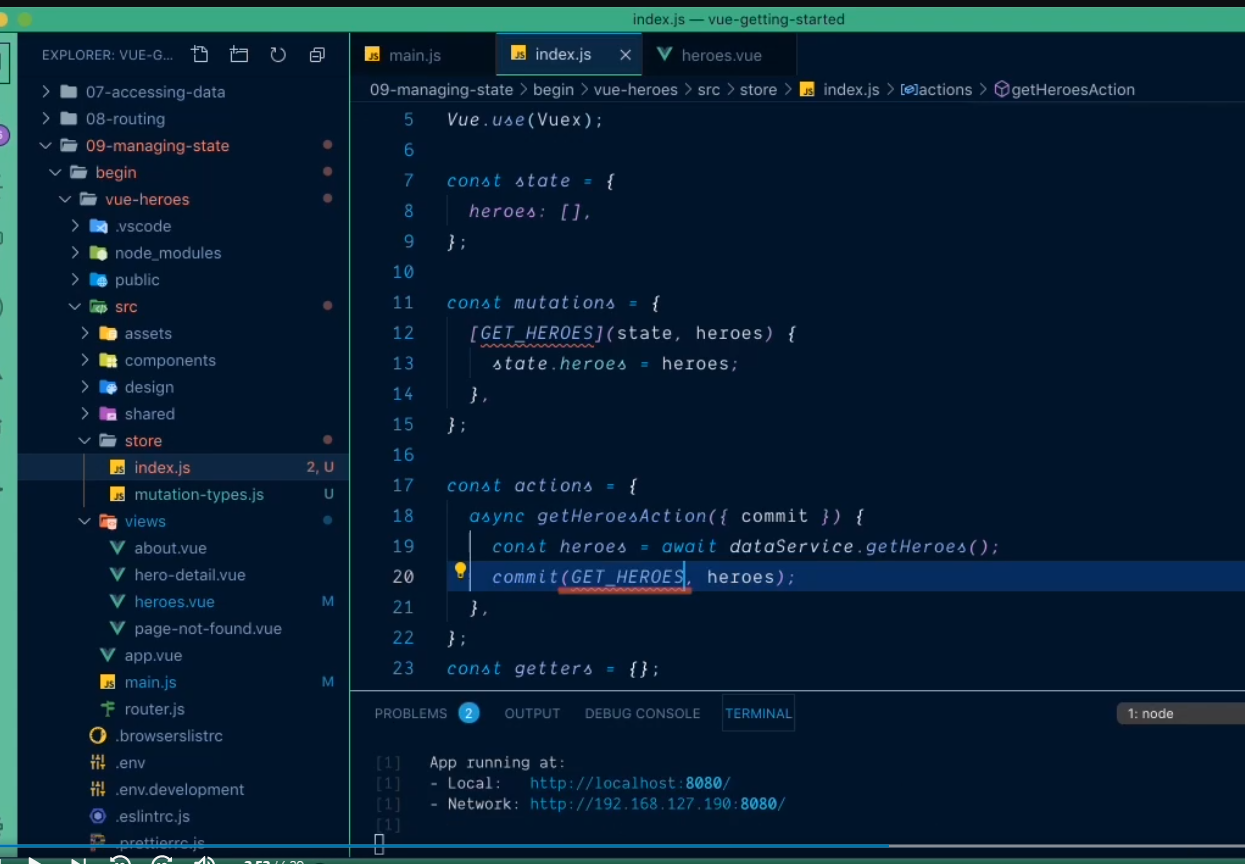 index.js — vue-getting-started
EXPLORER: VUE-G...
main.js
index.js
heroes.vue
09-managing-state > begin > vue-heroes > src > store > JS index.js > actions > getHeroesAction
07-accessing-data
08-routing
09-managing-state
begin
vue-heroes
.vscode
node_modules
public
src
assets
components
design
shared
store
JS index.js 2, U
JS mutation-types.js U
views
about.vue
hero-detail.vue
heroes.vue M
page-not-found.vue
app.vue
JS main.js M
router.js
.browserslistrc
.env
.env.development
.eslintrc.js
.prettierrc.js
5 Vue.use(Vuex);
6
7 const state = {
8 heroes: [],
9 };
10
11 const mutations = {
12 [GET_HEROES](state, heroes) {
13 state.heroes = heroes;
14 },
15 };
16
17 const actions = {
18 async getHeroesAction({ commit }) {
19 const heroes = await dataService.getHeroes();
20 commit(GET_HEROES, heroes);
21 },
22 };
23 const getters = {};
PROBLEMS 2 OUTPUT DEBUG CONSOLE TERMINAL 1: node
[1] App running at:
[1] - Local: http://localhost:8080/
[1] - Network: http://192.168.127.190:8080/
[1]